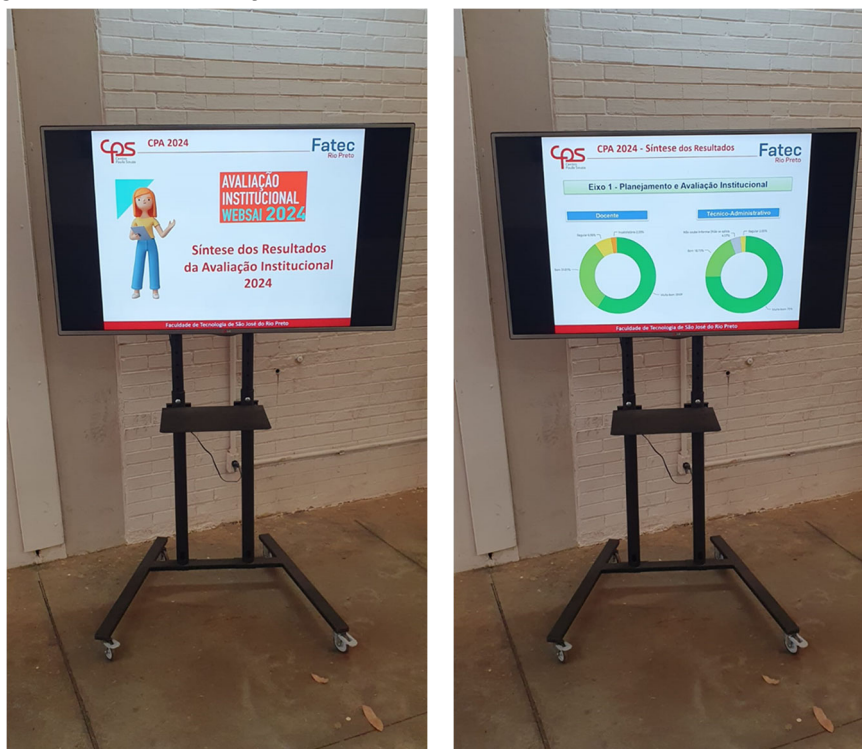 CPS
CPA 2024
Fatec
Rio Preto
AVALIAÇÃO
INSTITUCIONAL
WEBSAI 2024
Síntese dos Resultados
da Avaliação Institucional
2024
Faculdade de Tecnologia de São José do Rio Preto
CPS
CPA 2024 - Síntese dos Resultados
Fatec
Rio Preto
Eixo 1 - Planejamento e Avaliação Institucional
Docente
Técnico-Administrativo
Faculdade de Tecnologia de São José do Rio Preto